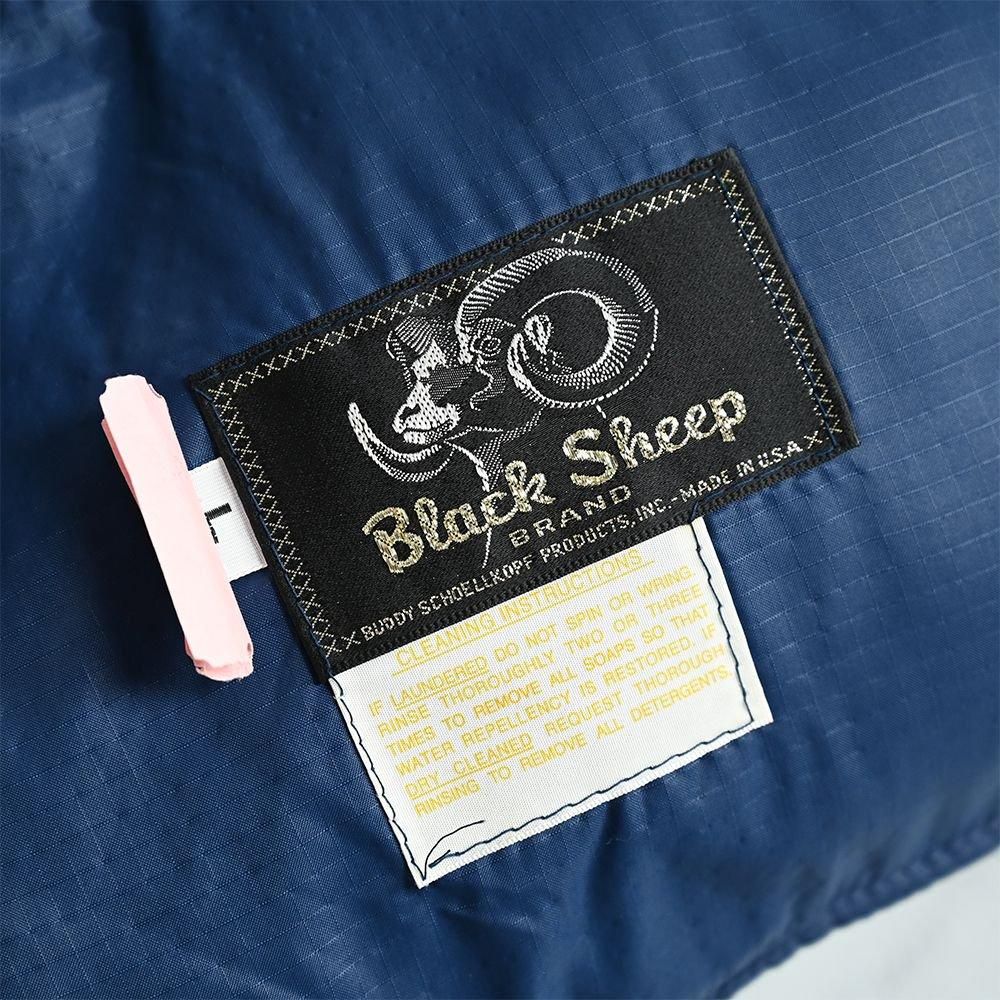 L
Black Sheep
BRAND
BUDDY SCHOELLKOPF PRODUCTS, INC.-MADE IN U.S.A.
CLEANING INSTRUCTIONS
IF LAUNDERED DO NOT SPIN OR WRING
RINSE THOROUGHLY TWO OR THREE
TIMES TO REMOVE ALL SOAPS SO THAT
WATER REPELLENCY IS RESTORED. IF
DRY CLEANED REQUEST THOROUGH
RINSING TO REMOVE ALL DETERGENTS.